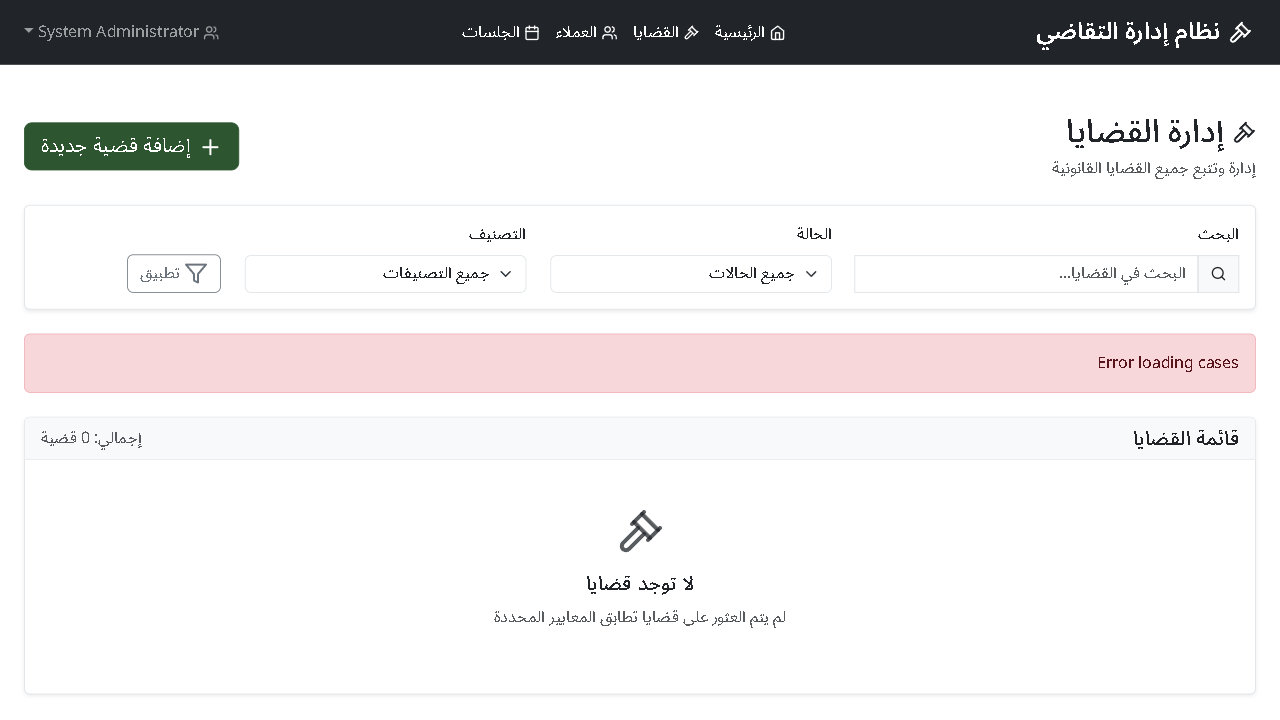 نظام إدارة التقاضي
الرئيسية
القضايا
العملاء
الجلسات
System Administrator
إدارة القضايا
إدارة وتتبع جميع القضايا القانونية
إضافة قضية جديدة
البحث
الحالة
التصنيف
البحث في القضايا...
جميع الحالات
جميع التصنيفات
تطبيق
Error loading cases
قائمة القضايا
إجمالي: 0 قضية
لا توجد قضايا
لم يتم العثور على قضايا تطابق المعايير المحددة